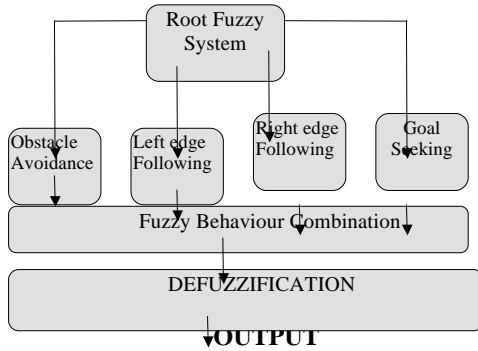 Root Fuzzy
System
Obstacle
Avoidance
Left edge
Following
Right edge
Following
Goal
Seeking
Fuzzy Behaviour Combination
DEFUZZIFICATION
OUTPUT